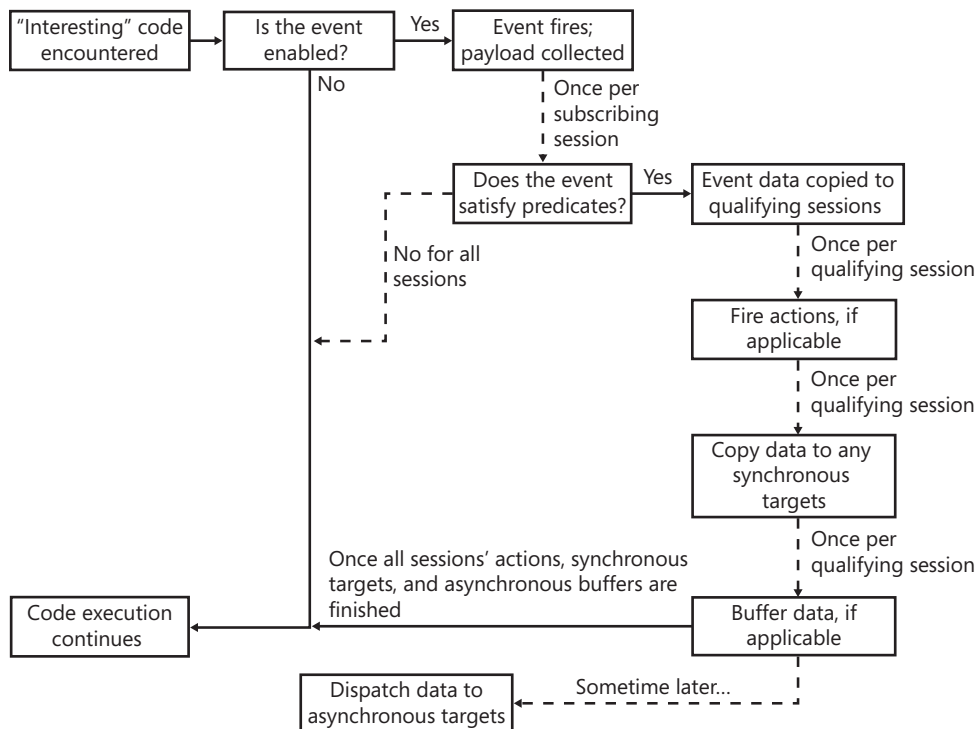 “Interesting” code
encountered
Is the event
enabled?
Yes
Event fires;
payload collected
No
Once per
subscribing
session
Does the event
satisfy predicates?
Yes
Event data copied to
qualifying sessions
No for all
sessions
Once per
qualifying session
Fire actions, if
applicable
Once per
qualifying session
Copy data to any
synchronous
targets
Once per
qualifying session
Once all sessions’ actions, synchronous
targets, and asynchronous buffers are
finished
Code execution
continues
Buffer data, if
applicable
Sometime later...
Dispatch data to
asynchronous targets